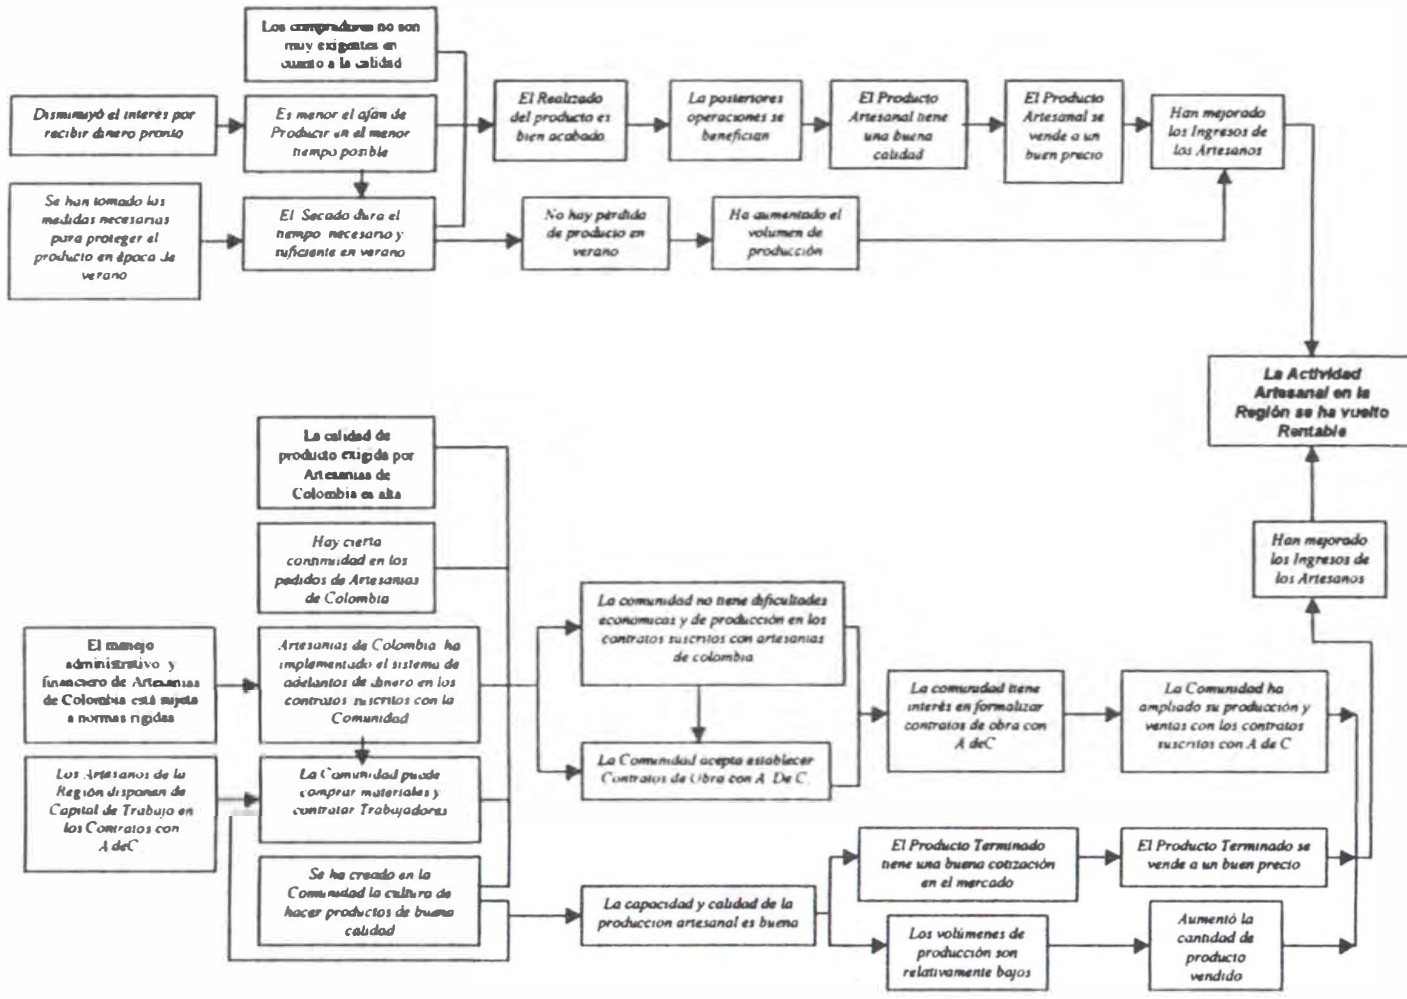 Los compradores no son
muy exigentes en
cuanto a la calidad
Disminuyó el interés por
recibir dinero pronto
Es menor el afán de
Producir en el menor
tiempo posible
El Realizado
del producto es
bien acabado
La posteriores
operaciones se
benefician
El Producto
Artesanal tiene
una buena
calidad
El Producto
Artesanal se
vende a un
buen precio
Han mejorado
los Ingresos de
los Artesanos
Se han tomado las
medidas necesarias
para proteger el
producto en época de
verano
El Secado dura el
tiempo necesario y
suficiente en verano
No hay pérdida
de producto en
verano
Ha aumentado el
volumen de
producción
La Actividad
Artesanal en la
Región se ha vuelto
Rentable
La calidad de
producto exigida por
Artesanías de
Colombia es alta
Hay cierta
continuidad en los
pedidos de Artesanias
de Colombia
Han mejorado
los Ingresos de
los Artesanos
El manejo
administrativo y
financiero de Artesanías
de Colombia está sujeta
a normas rígidas
Artesanias de Colombia ha
implementado el sistema de
adelantos de dinero en los
contratos suscritos con la
Comunidad
La comunidad no tiene dificultades
economicas y de producción en los
contratos suscritos con artesanias
de colombia
La comunidad tiene
interés en formalizar
contratos de obra con
A deC
La Comunidad ha
ampliado su producción y
ventas con los contratos
suscritos con A de C
Los Artesanos de la
Región disponen de
Capital de Trabajo en
los Contratos con
A deC
La Comunidad puede
comprar materiales y
contratar Trabajadores
La Comunidad acepta establecer
Contratos de Obra con A. De C.
Se ha creado en la
Comunidad la cultura de
hacer productos de buena
calidad
La capacidad y calidad de la
produccion artesanal es buena
El Producto Terminado
tiene una buena cotización
en el mercado
El Producto Terminado se
vende a un buen precio
Los volúmenes de
producción son
relativamente bajos
Aumentó la
cantidad de
producto
vendido